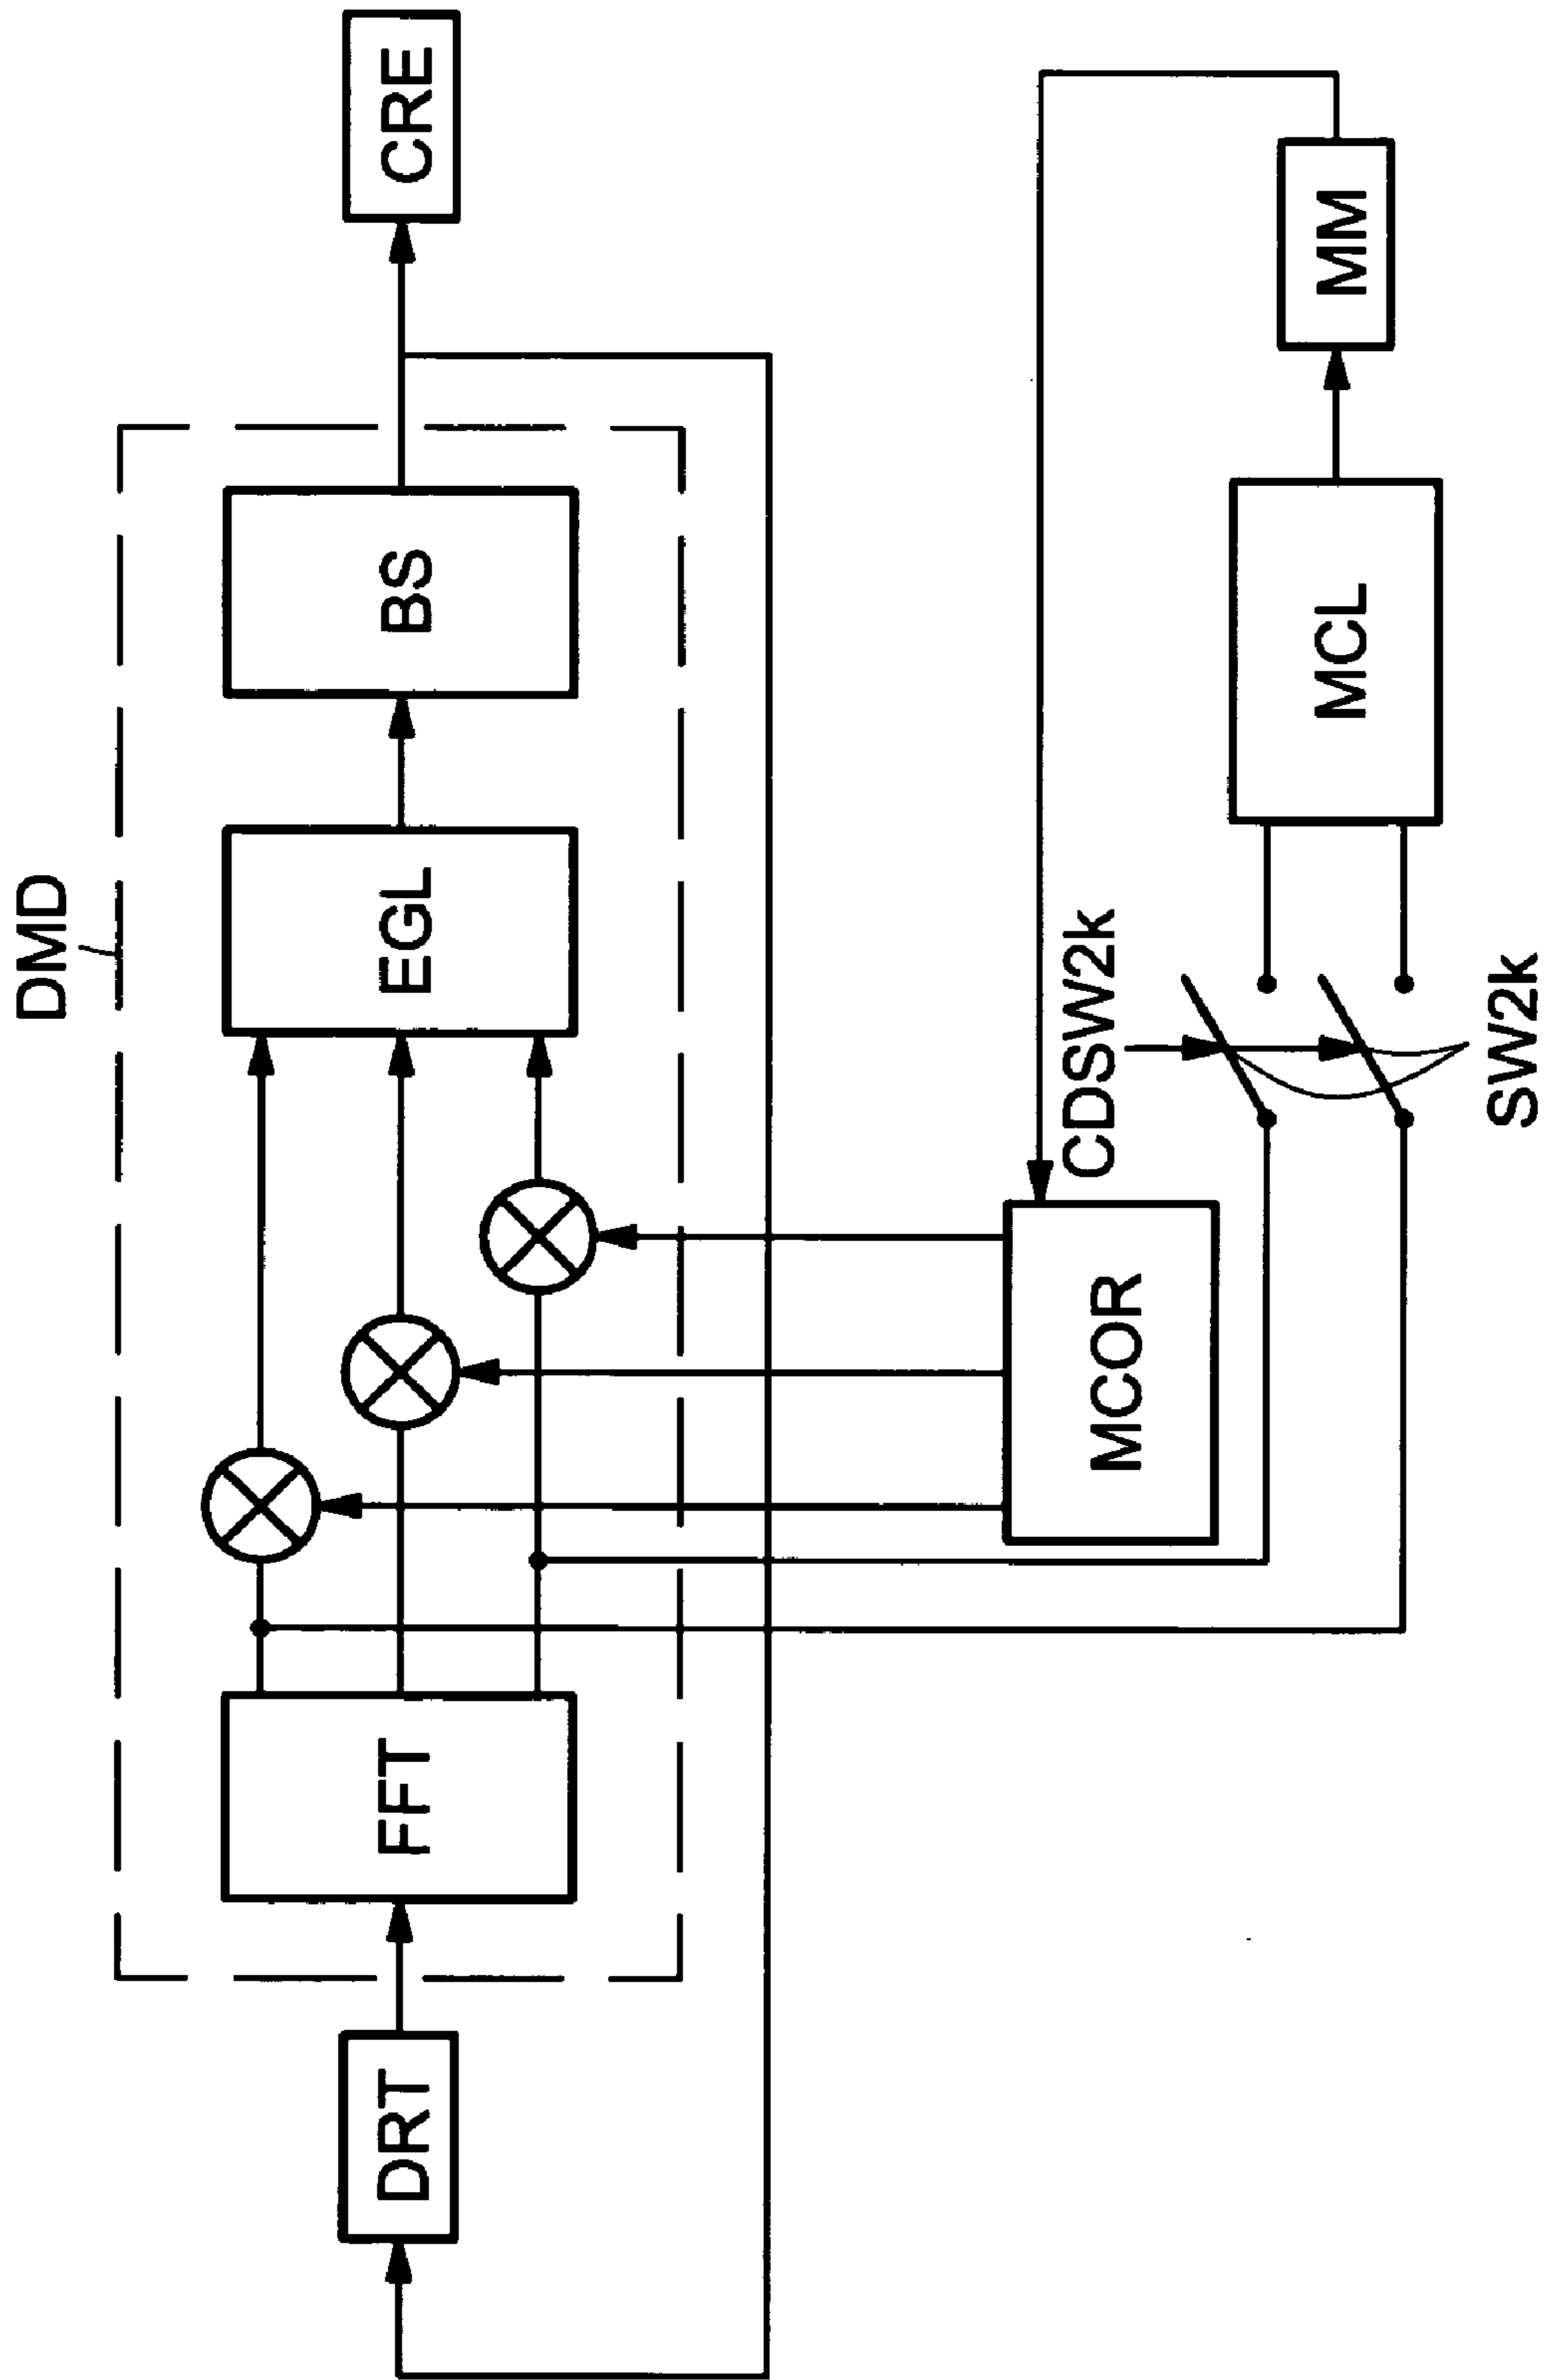 DMD
DRT
FFT
EGL
BS
CRE
MCOR
CDSW2k
SW2k
MCL
MM